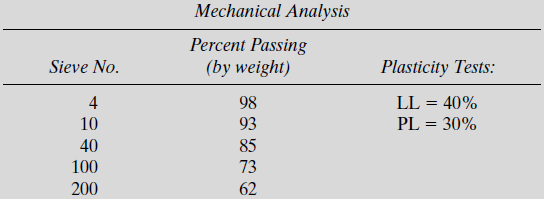 Mechanical Analysis
Percent Passing
Sieve No. (by weight) Plasticity Tests:
4 98 LL = 40%
10 93 PL = 30%
40 85
100 73
200 62